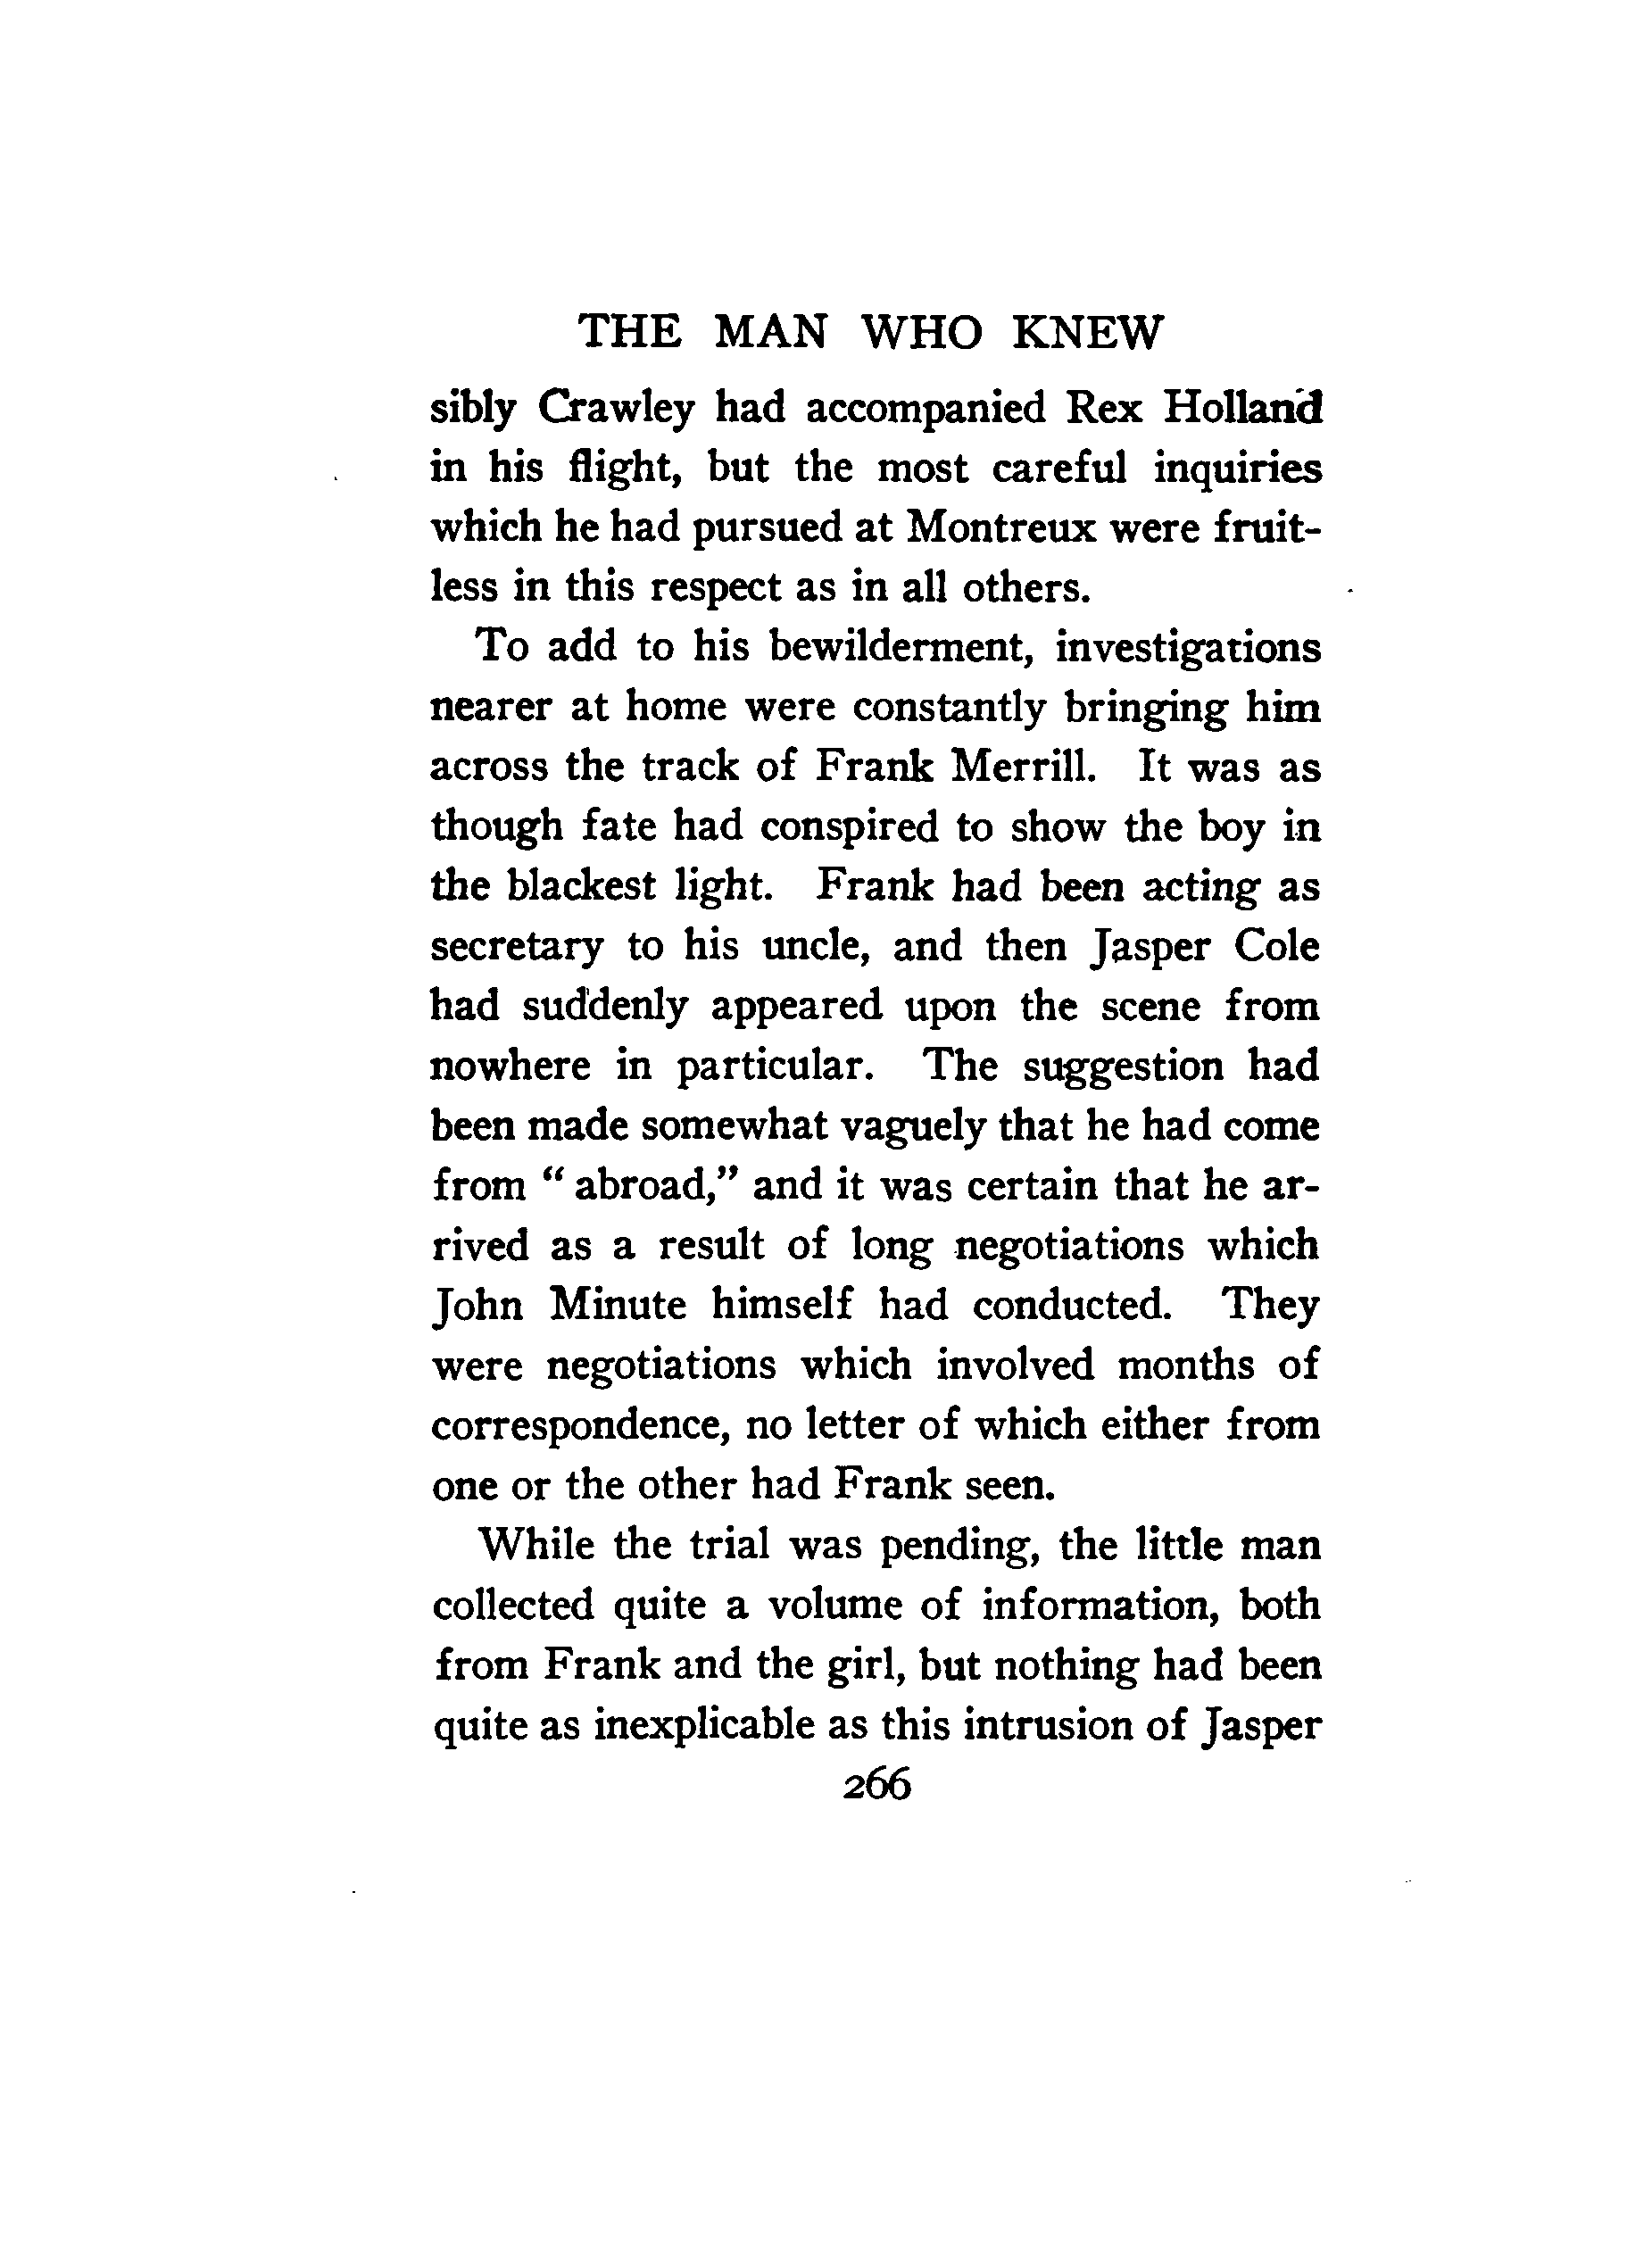 THE MAN WHO KNEW
sibly Crawley had accompanied Rex Holland
in his flight, but the most careful inquiries
which he had pursued at Montreux were fruit-
less in this respect as in all others.
To add to his bewilderment, investigations
nearer at home were constantly bringing him
across the track of Frank Merrill. It was as
though fate had conspired to show the boy in
the blackest light. Frank had been acting as
secretary to his uncle, and then Jasper Cole
had suddenly appeared upon the scene from
nowhere in particular. The suggestion had
been made somewhat vaguely that he had come
from “ abroad,” and it was certain that he ar-
rived as a result of long negotiations which
John Minute himself had conducted. They
were negotiations which involved months of
correspondence, no letter of which either from
one or the other had Frank seen.
While the trial was pending, the little man
collected quite a volume of information, both
from Frank and the girl, but nothing had been
quite as inexplicable as this intrusion of Jasper
266